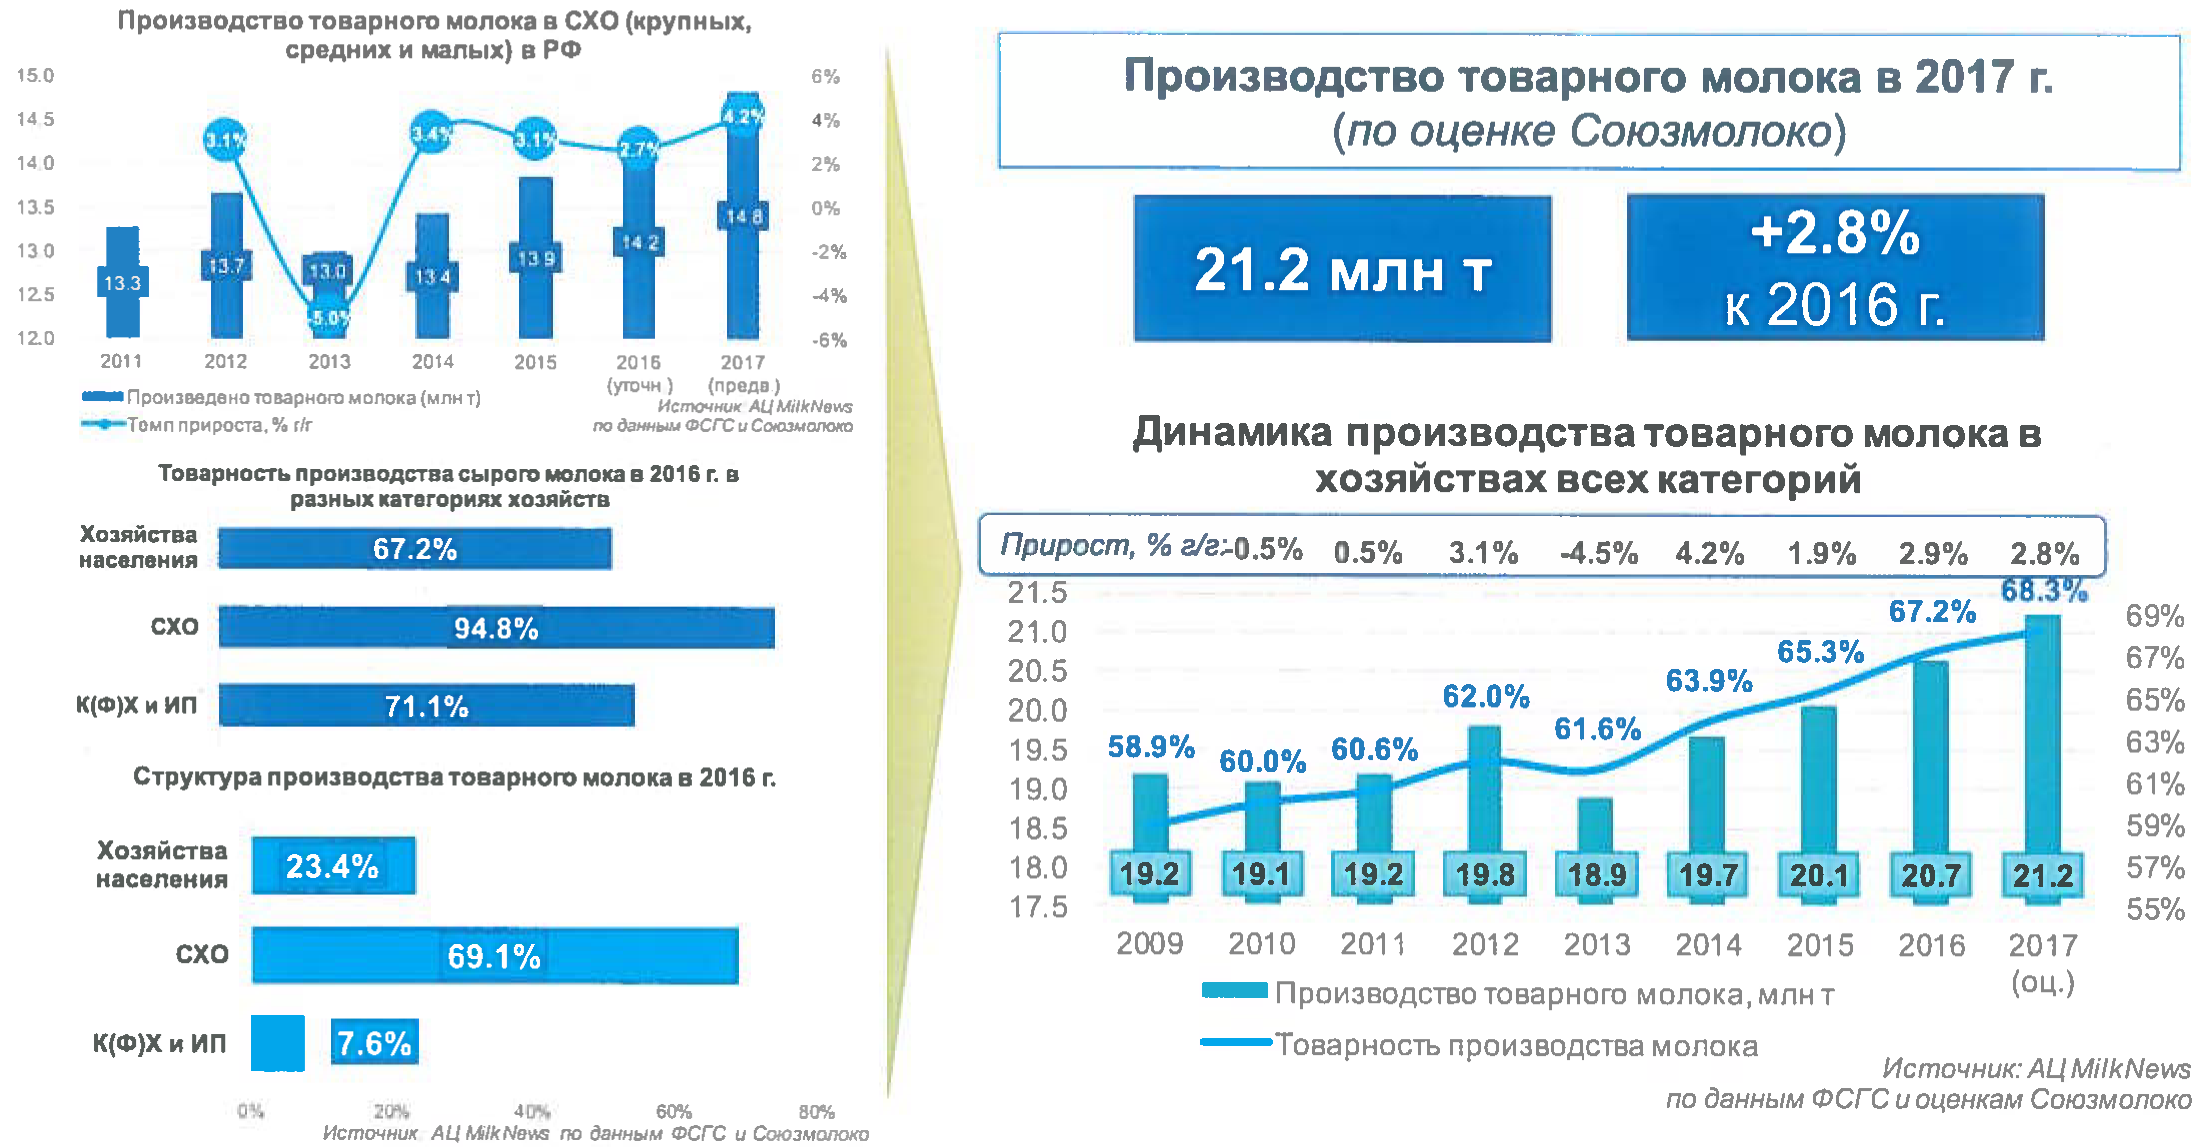 Производство товарного молока в СХО (крупных,
средних и малых) в РФ
15.0
14.5
14.0
13.5
13.0
12.5
12.0
6%
4%
2%
0%
-2%
-4%
-6%
3.1%
-5.0%
3.4%
3.1%
2.7%
4.2%
13.3
13.7
13.0
13.4
13.9
14.2
14.8
2011
2012
2013
2014
2015
2016
(уточн.)
2017
(предв.)
Произведено товарного молока (млн т)
Темп прироста, % г/г
Источник: АЦ MilkNews
по данным ФСГС и Союзмолоко
Товарность производства сырого молока в 2016 г. в
разных категориях хозяйств
Хозяйства
населения
67.2%
СХО
94.8%
К(Ф)Х и ИП
71.1%
Структура производства товарного молока в 2016 г.
Хозяйства
населения
23.4%
СХО
69.1%
К(Ф)Х и ИП
7.6%
0%
20%
40%
60%
80%
Источник: АЦ MilkNews по данным ФСГС и Союзмолоко
Производство товарного молока в 2017 г.
(по оценке Союзмолоко)
21.2 млн т
+2.8%
к 2016 г.
Динамика производства товарного молока в
хозяйствах всех категорий
Прирост, % г/г: -0.5% 0.5% 3.1% -4.5% 4.2% 1.9% 2.9% 2.8%
21.5
21.0
20.5
20.0
19.5
19.0
18.5
18.0
17.5
58.9%
60.0%
60.6%
62.0%
61.6%
63.9%
65.3%
67.2%
68.3%
69%
67%
65%
63%
61%
59%
57%
55%
19.2
19.1
19.2
19.8
18.9
19.7
20.1
20.7
21.2
2009
2010
2011
2012
2013
2014
2015
2016
2017
(оц.)
Производство товарного молока, млн т
Товарность производства молока
Источник: АЦ MilkNews
по данным ФСГС и оценкам Союзмолоко